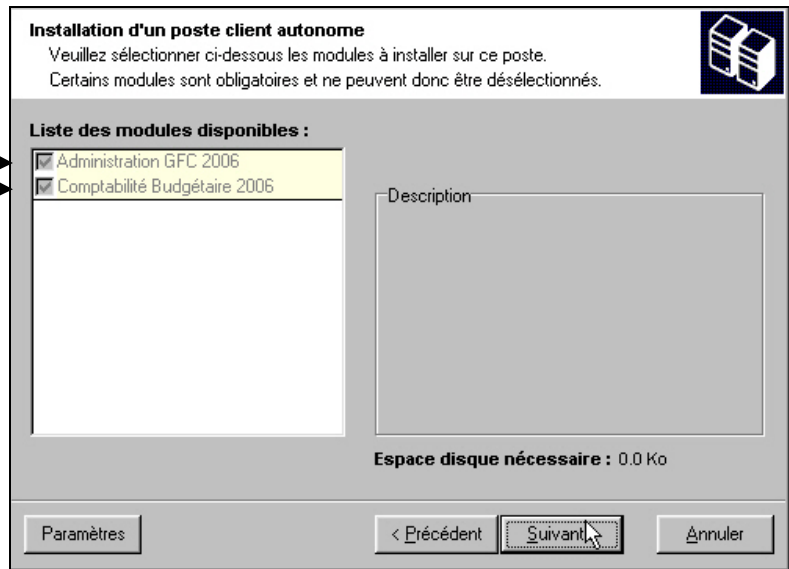 Installation d'un poste client autonome
Veuillez sélectionner ci-dessous les modules à installer sur ce poste.
Certains modules sont obligatoires et ne peuvent donc être désélectionnés.
Liste des modules disponibles :
Administration GFC 2006
Comptabilité Budgétaire 2006
Description
Espace disque nécessaire : 0.0 Ko
Paramètres
< Précédent
Suivant
Annuler